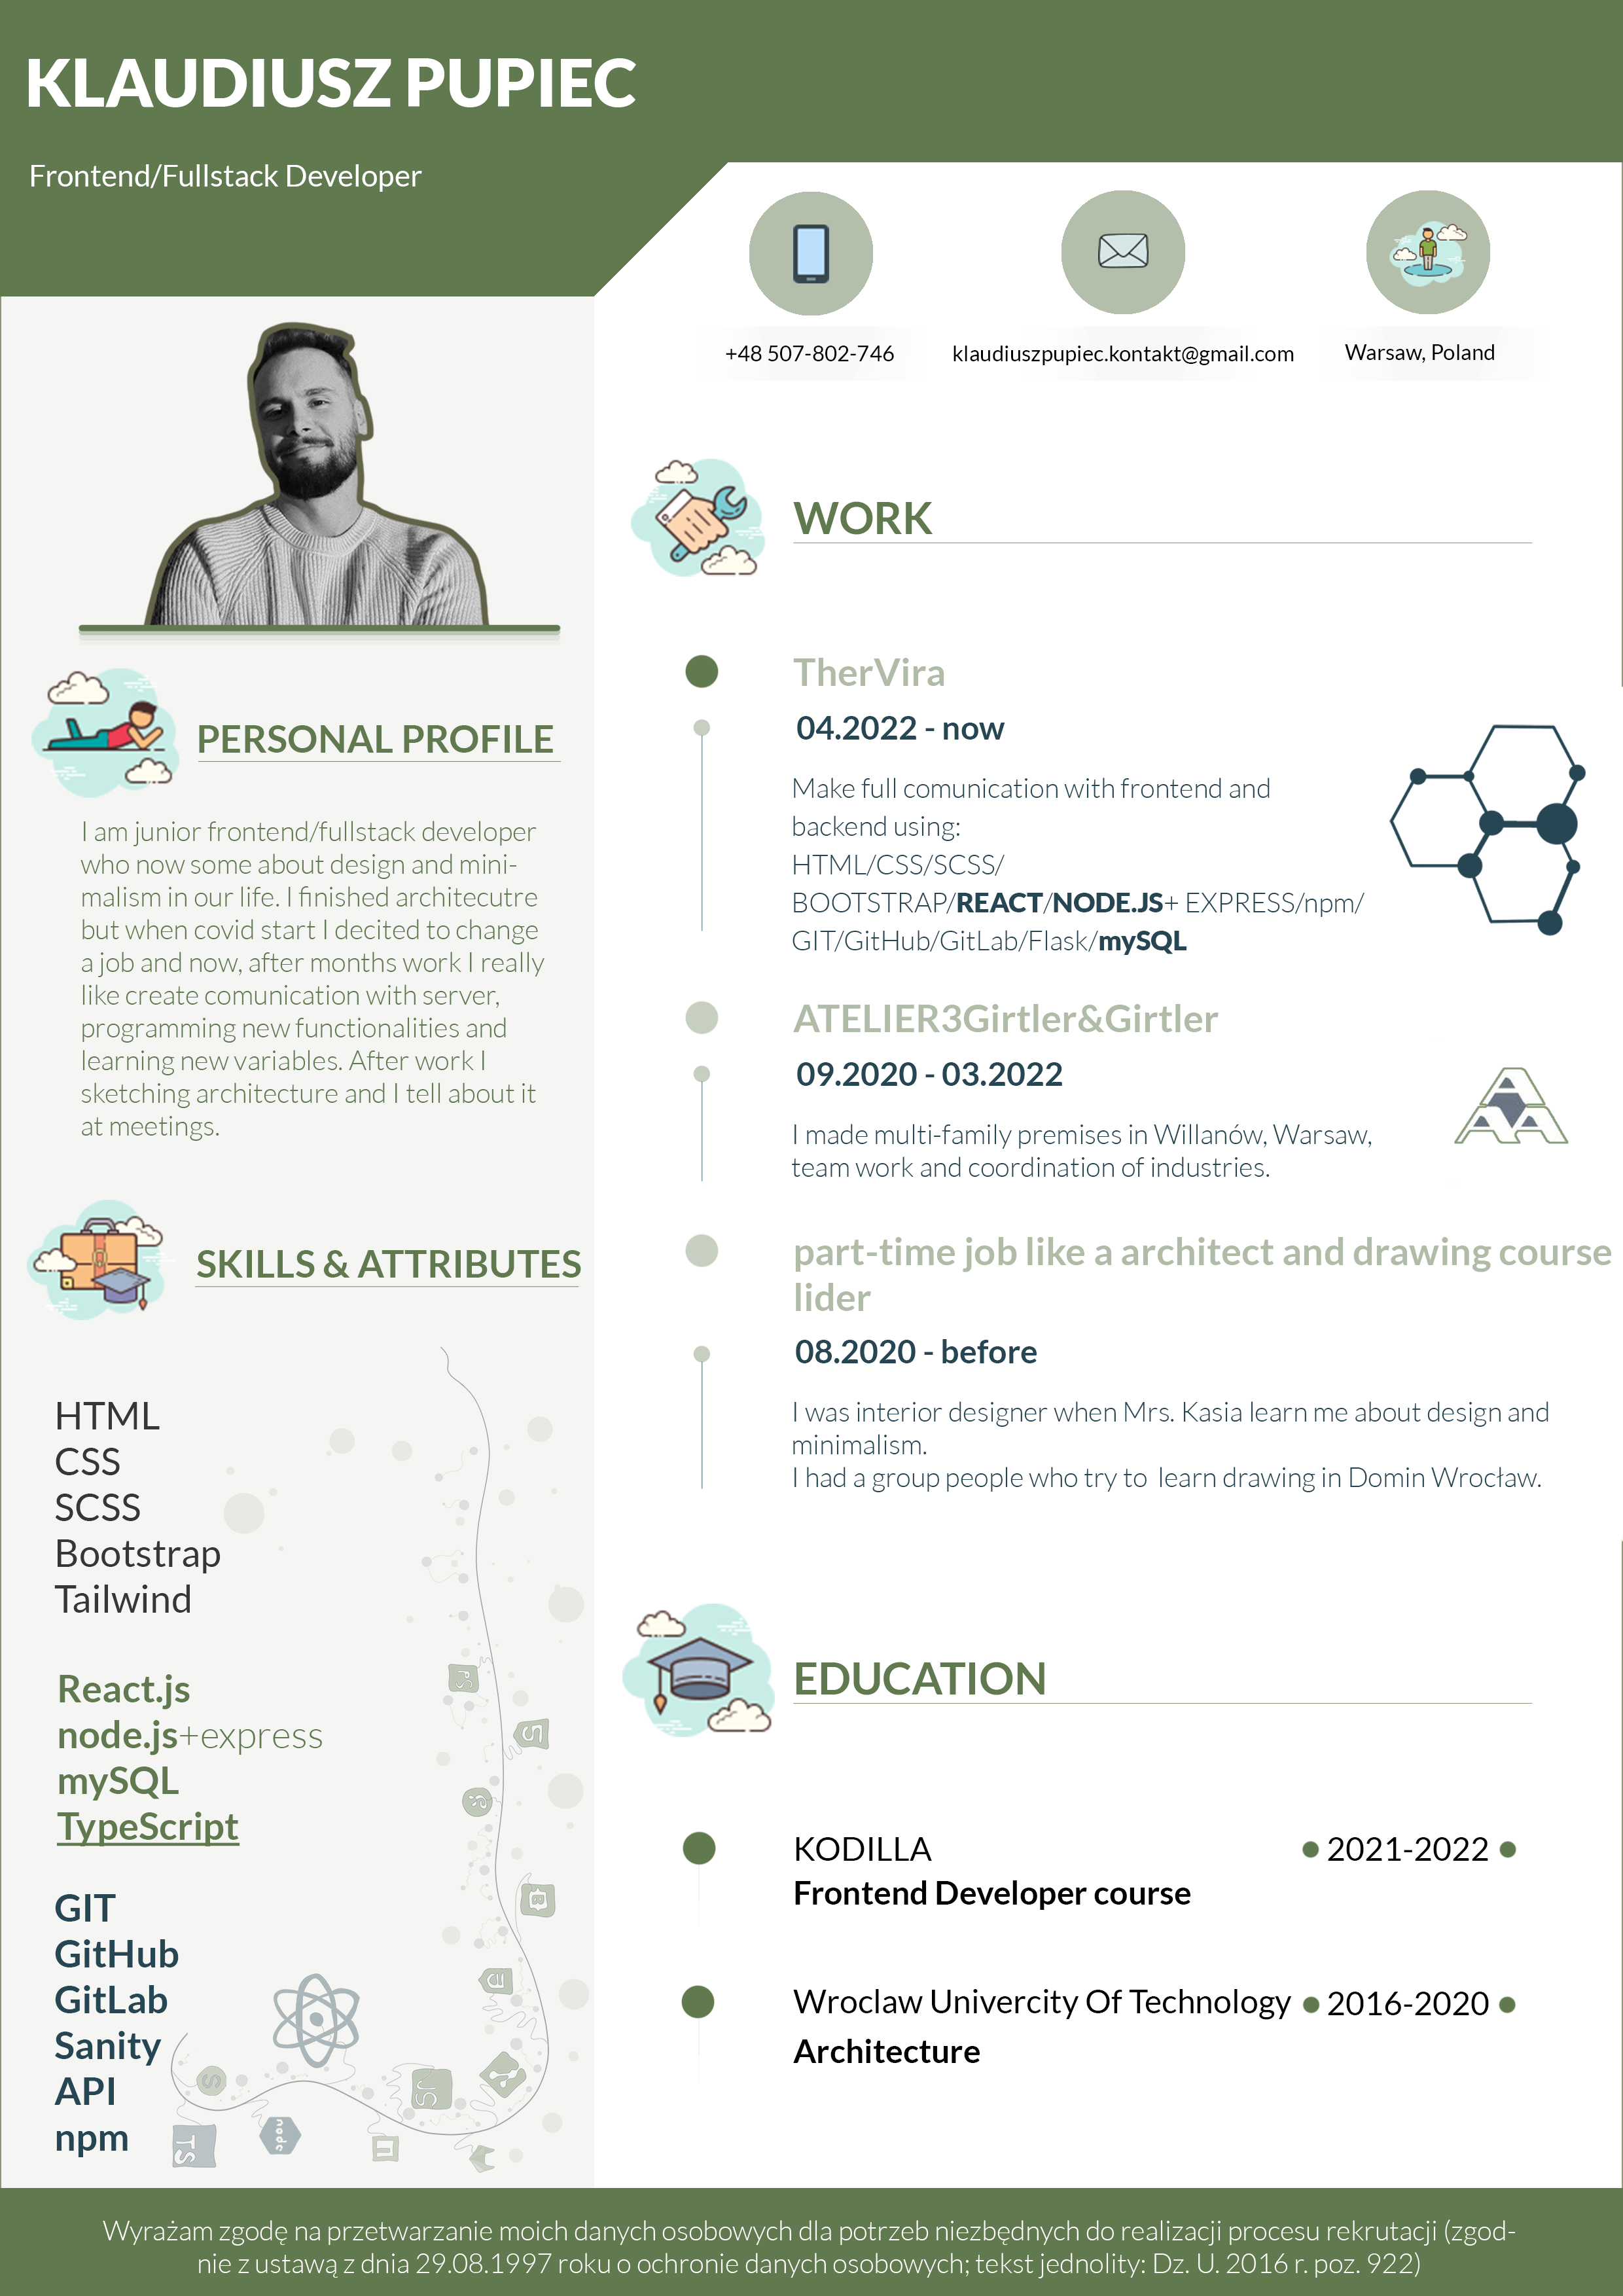 KLAUDIUSZ PUPIEC
Frontend/Fullstack Developer
+48 507-802-746
klaudiuszpupiec.kontakt@gmail.com
Warsaw, Poland
PERSONAL PROFILE
I am junior frontend/fullstack developer
who now some about design and mini-
malism in our life. I finished architecutre
but when covid start I decited to change
a job and now, after months work I really
like create comunication with server,
programming new functionalities and
learning new variables. After work I
sketching architecture and I tell about it
at meetings.
SKILLS & ATTRIBUTES
HTML
CSS
SCSS
Bootstrap
Tailwind
React.js
node.js+express
mySQL
TypeScript
GIT
GitHub
GitLab
Sanity
API
npm
TS
node
JS
WORK
TherVira
04.2022 - now
Make full comunication with frontend and
backend using:
HTML/CSS/SCSS/
BOOTSTRAP/REACT/NODE.JS+ EXPRESS/npm/
GIT/GitHub/GitLab/Flask/mySQL
ATELIER3Girtler&Girtler
09.2020 - 03.2022
I made multi-family premises in Willanów, Warsaw,
team work and coordination of industries.
part-time job like a architect and drawing course
lider
08.2020 - before
I was interior designer when Mrs. Kasia learn me about design and
minimalism.
I had a group people who try to  learn drawing in Domin Wrocław.
EDUCATION
KODILLA
2021-2022
Frontend Developer course
Wroclaw Univercity Of Technology
2016-2020
Architecture
Wyrażam zgodę na przetwarzanie moich danych osobowych dla potrzeb niezbędnych do realizacji procesu rekrutacji (zgod-
nie z ustawą z dnia 29.08.1997 roku o ochronie danych osobowych; tekst jednolity: Dz. U. 2016 r. poz. 922)